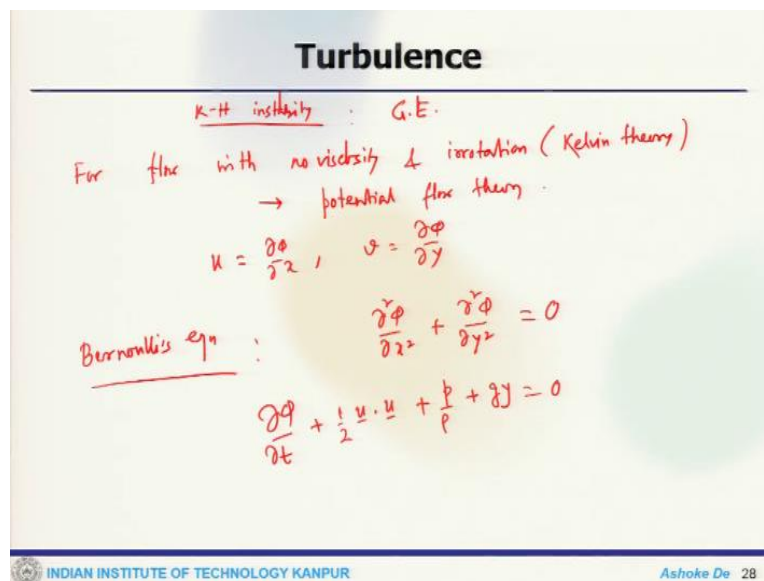 Turbulence
K-H instability : G.E.
For flow with no viscosity & irrotation (Kelvin theory)
→ potential flow theory.
u = ∂φ/∂x, v = ∂φ/∂y
∂²φ/∂x² + ∂²φ/∂y² = 0
Bernoulli's eqn :
∂φ/∂t + 1/2 u·u + p/ρ + gy = 0
INDIAN INSTITUTE OF TECHNOLOGY KANPUR
Ashoke De 28